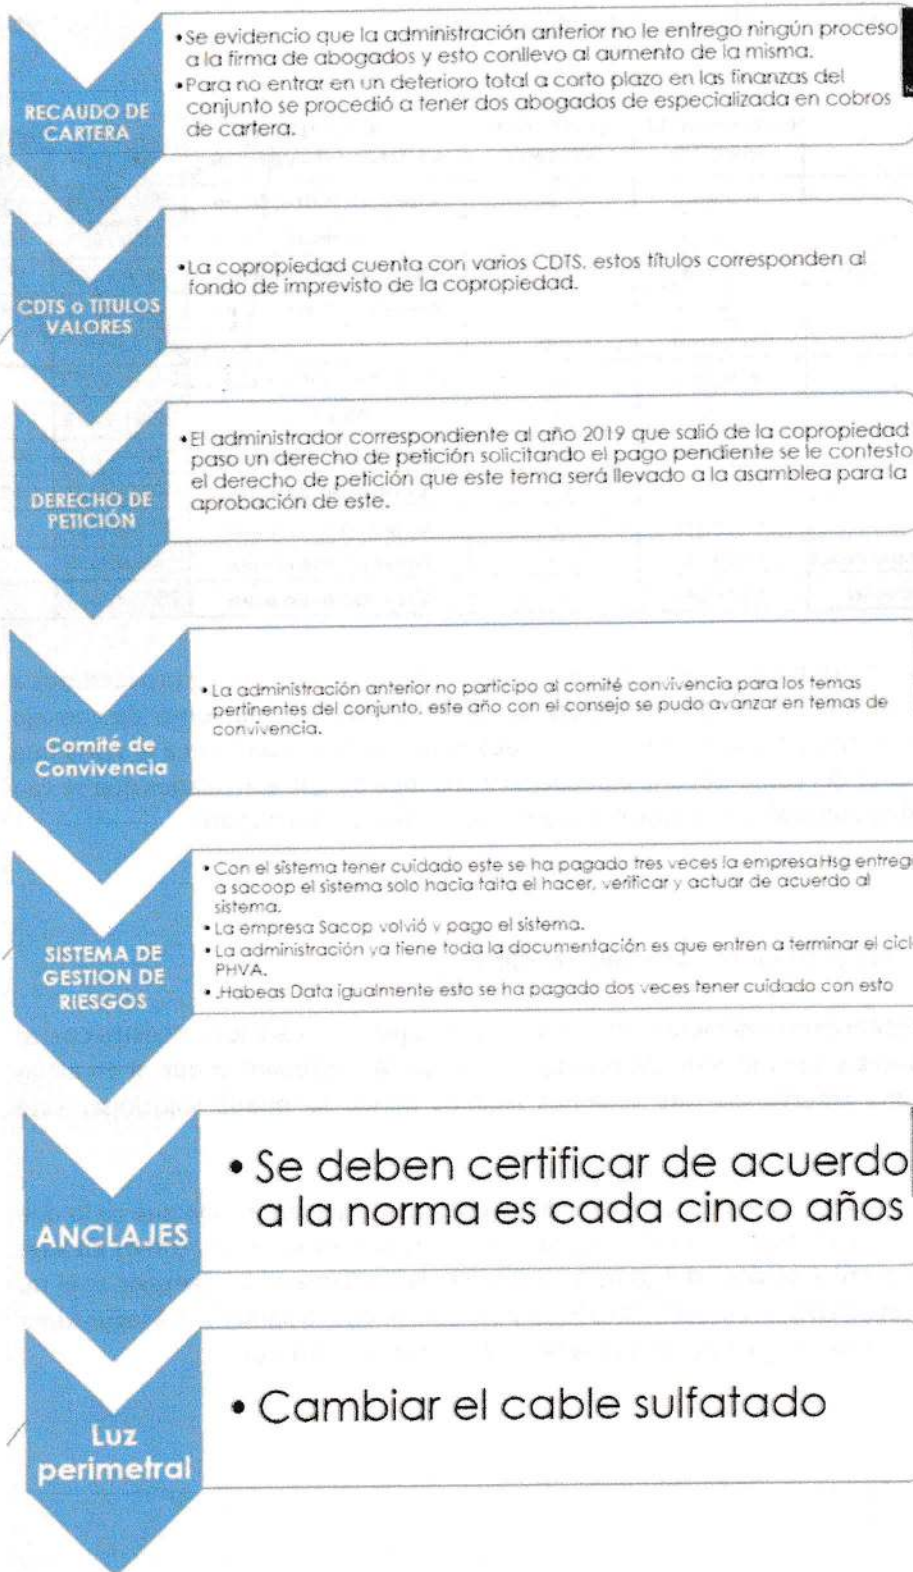 RECAUDO DE
CARTERA
•Se evidencio que la administración anterior no le entrego ningún proceso
a la firma de abogados y esto conllevo al aumento de la misma.
•Para no entrar en un deterioro total a corto plazo en las finanzas del
conjunto se procedió a tener dos abogados de especializada en cobros
de cartera.
CDTS o TITULOS
VALORES
•La copropiedad cuenta con varios CDTS. estos títulos corresponden al
fondo de imprevisto de la copropiedad.
DERECHO DE
PETICIÓN
•El administrador correspondiente al año 2019 que salió de la copropiedad
paso un derecho de petición solicitando el pago pendiente se le contesto
el derecho de petición que este tema será llevado a la asamblea para la
aprobación de este.
Comité de
Convivencia
•La administración anterior no participo al comité convivencia para los temas
pertinentes del conjunto, este año con el consejo se pudo avanzar en temas de
convivencia.
SISTEMA DE
GESTION DE
RIESGOS
•Con el sistema tener cuidado este se ha pagado tres veces la empresa Hsg entreg
a sacoop el sistema solo hacía falta el hacer, verificar y actuar de acuerdo al
sistema.
•La empresa Sacop volvió y pago el sistema.
•La administración ya tiene toda la documentación es que entren a terminar el cicl
PHVA.
•.Habeas Data igualmente esto se ha pagado dos veces tener cuidado con esto
ANCLAJES
•Se deben certificar de acuerdo
a la norma es cada cinco años
Luz
perimetral
•Cambiar el cable sulfatado